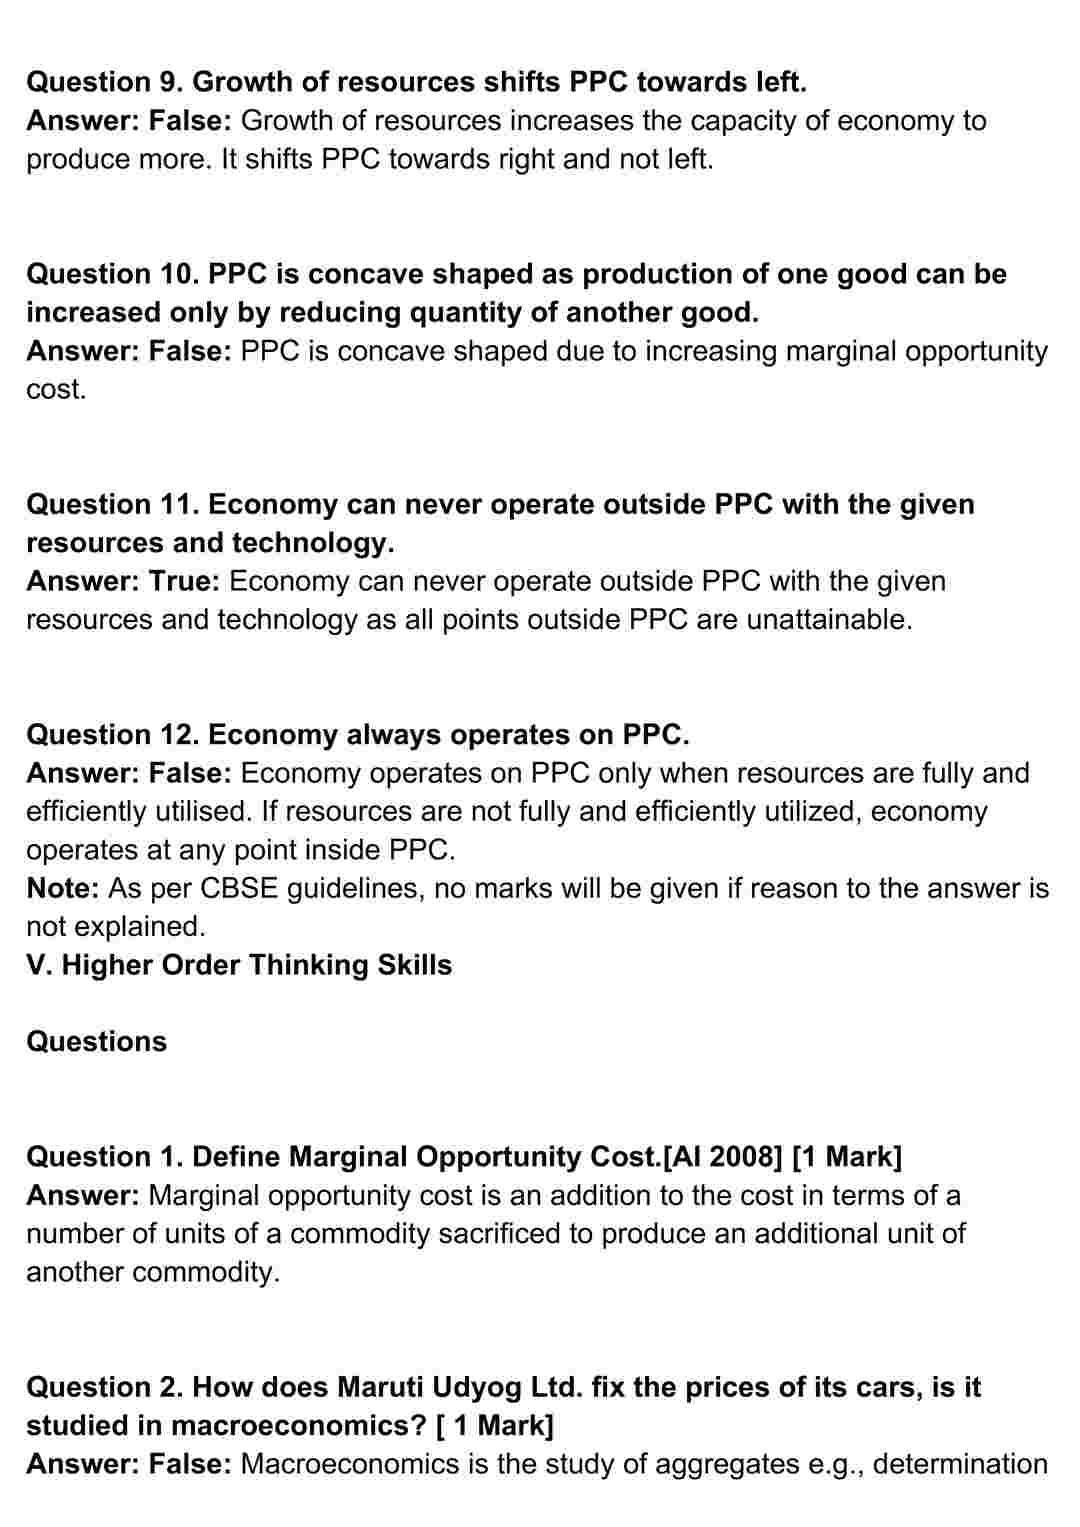 Question 9. Growth of resources shifts PPC towards left.
Answer: False: Growth of resources increases the capacity of economy to
produce more. It shifts PPC towards right and not left.
Question 10. PPC is concave shaped as production of one good can be
increased only by reducing quantity of another good.
Answer: False: PPC is concave shaped due to increasing marginal opportunity
cost.
Question 11. Economy can never operate outside PPC with the given
resources and technology.
Answer: True: Economy can never operate outside PPC with the given
resources and technology as all points outside PPC are unattainable.
Question 12. Economy always operates on PPC.
Answer: False: Economy operates on PPC only when resources are fully and
efficiently utilised. If resources are not fully and efficiently utilized, economy
operates at any point inside PPC.
Note: As per CBSE guidelines, no marks will be given if reason to the answer is
not explained.
V. Higher Order Thinking Skills
Questions
Question 1. Define Marginal Opportunity Cost.[AI 2008] [1 Mark]
Answer: Marginal opportunity cost is an addition to the cost in terms of a
number of units of a commodity sacrificed to produce an additional unit of
another commodity.
Question 2. How does Maruti Udyog Ltd. fix the prices of its cars, is it
studied in macroeconomics? [ 1 Mark]
Answer: False: Macroeconomics is the study of aggregates e.g., determination